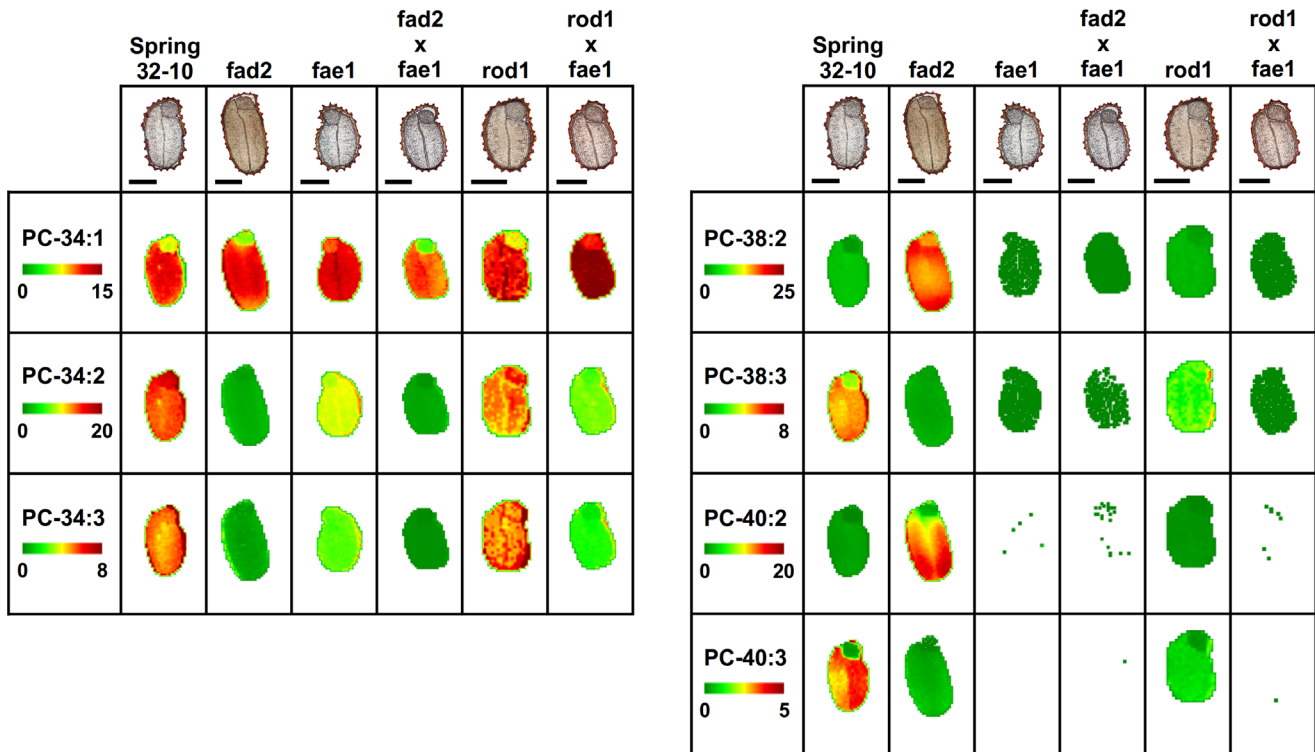 fad2 rod1
x x
Spring fae1 rod1 fae1
32-10 fad2 fae1
PC-34:1
0 15
PC-34:2
0 20
PC-34:3
0 8
fad2 rod1
x x
Spring fae1 rod1 fae1
32-10 fad2 fae1
PC-38:2
0 25
PC-38:3
0 8
PC-40:2
0 20
PC-40:3
0 5